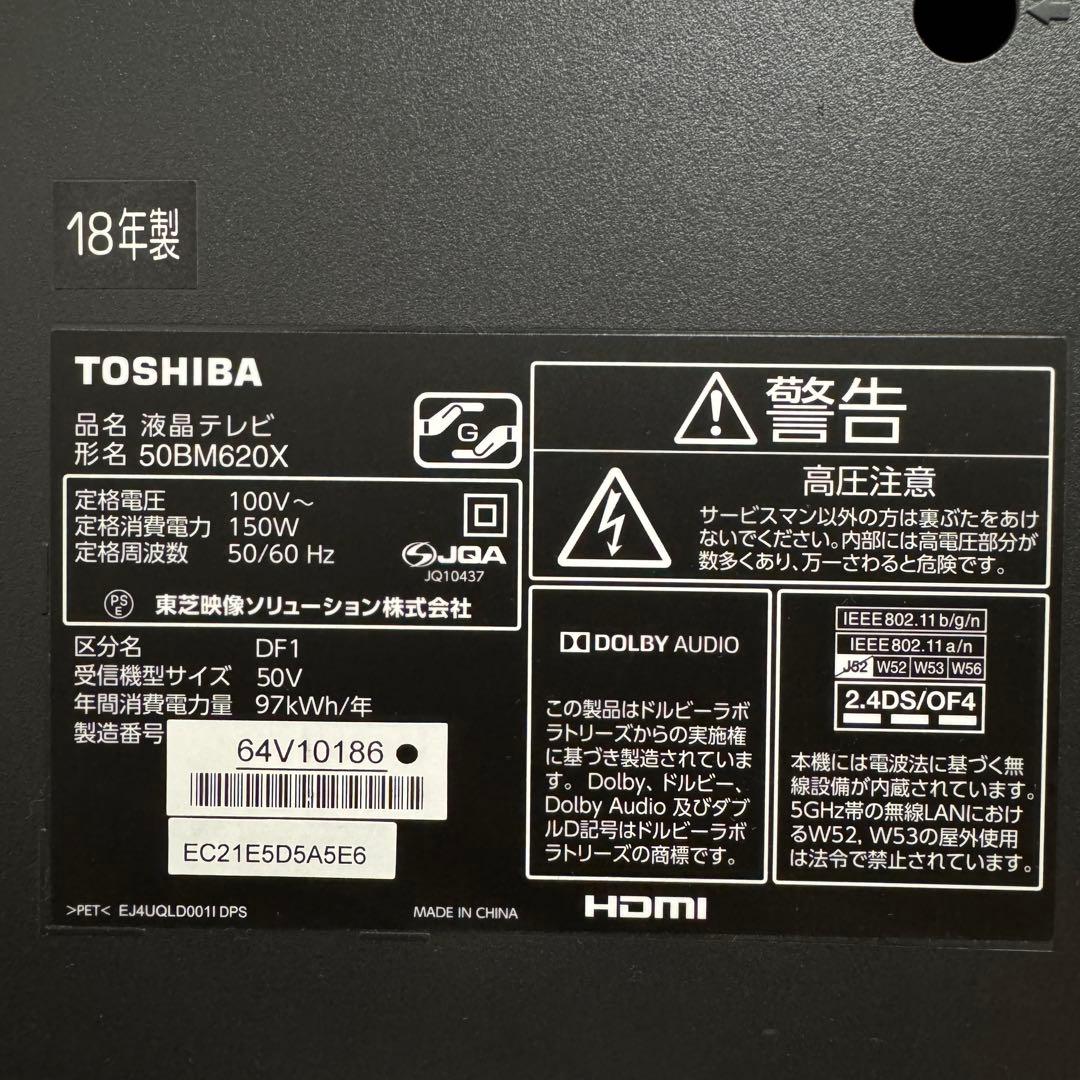 18年製
TOSHIBA
品名 液晶テレビ
形名 50BM620X
G
定格電圧 100V～
定格消費電力 150W
定格周波数 50/60 Hz
JQA
JQ10437
PSE 東芝映像ソリューション株式会社
区分名 DF1
受信機型サイズ 50V
年間消費電力量 97kWh/年
製造番号
64V10186
EC21E5D5A5E6
>PET< EJ4UQLD001I DPS
MADE IN CHINA
警告
高圧注意
サービスマン以外の方は裏ぶたをあけ
ないでください。内部には高電圧部分が
数多くあり、万一さわると危険です。
DOLBY AUDIO
この製品はドルビーラボ
ラトリーズからの実施権
に基づき製造されていま
す。Dolby、ドルビー、
Dolby Audio 及びダブ
ルD記号はドルビーラボ
ラトリーズの商標です。
HDMI
IEEE802.11b/g/n
IEEE802.11a/n
J52 W52 W53 W56
2.4DS/OF4
本機には電波法に基づく無
線設備が内蔵されています。
5GHz帯の無線LANにおけ
るW52, W53の屋外使用
は法令で禁止されています。